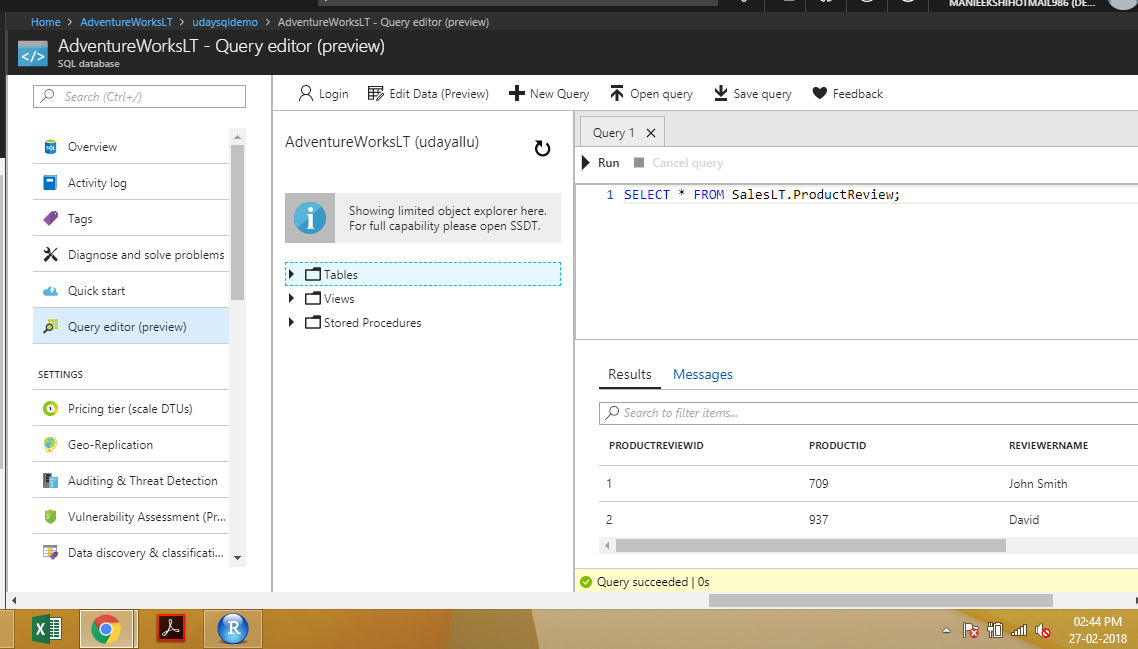 MANIEEKSHIHOTMAIL986 (DE...
Home > AdventureWorksLT > udaysqldemo > AdventureWorksLT - Query editor (preview)
AdventureWorksLT - Query editor (preview)
SQL database
Search (Ctrl+/)
Overview
Activity log
Tags
Diagnose and solve problems
Quick start
Query editor (preview)
SETTINGS
Pricing tier (scale DTUs)
Geo-Replication
Auditing & Threat Detection
Vulnerability Assessment (Pr...
Data discovery & classificati...
Login Edit Data (Preview) New Query Open query Save query Feedback
AdventureWorksLT (udayallu)
Showing limited object explorer here.
For full capability please open SSDT.
Tables
Views
Stored Procedures
Query 1
Run Cancel query
1 SELECT * FROM SalesLT.ProductReview;
Results Messages
Search to filter items...
PRODUCTREVIEWID PRODUCTID REVIEWERNAME
1 709 John Smith
2 937 David
Query succeeded | 0s
02:44 PM
27-02-2018